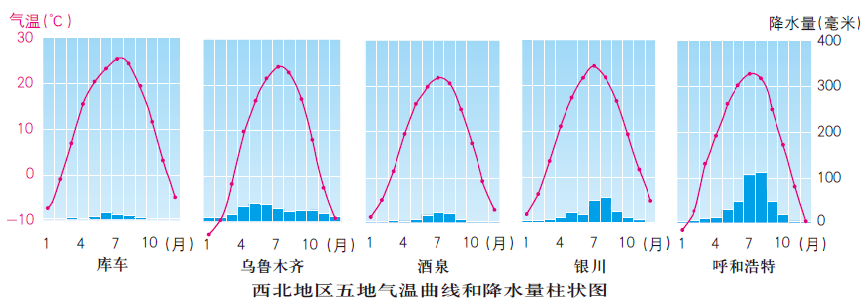 气温(℃)
降水量(毫米)
30
20
10
0
-10
400
300
200
100
0
1 4 7 10 (月)
1 4 7 10 (月)
1 4 7 10 (月)
1 4 7 10 (月)
1 4 7 10 (月)
库车 乌鲁木齐 酒泉 银川 呼和浩特
西北地区五地气温曲线和降水量柱状图